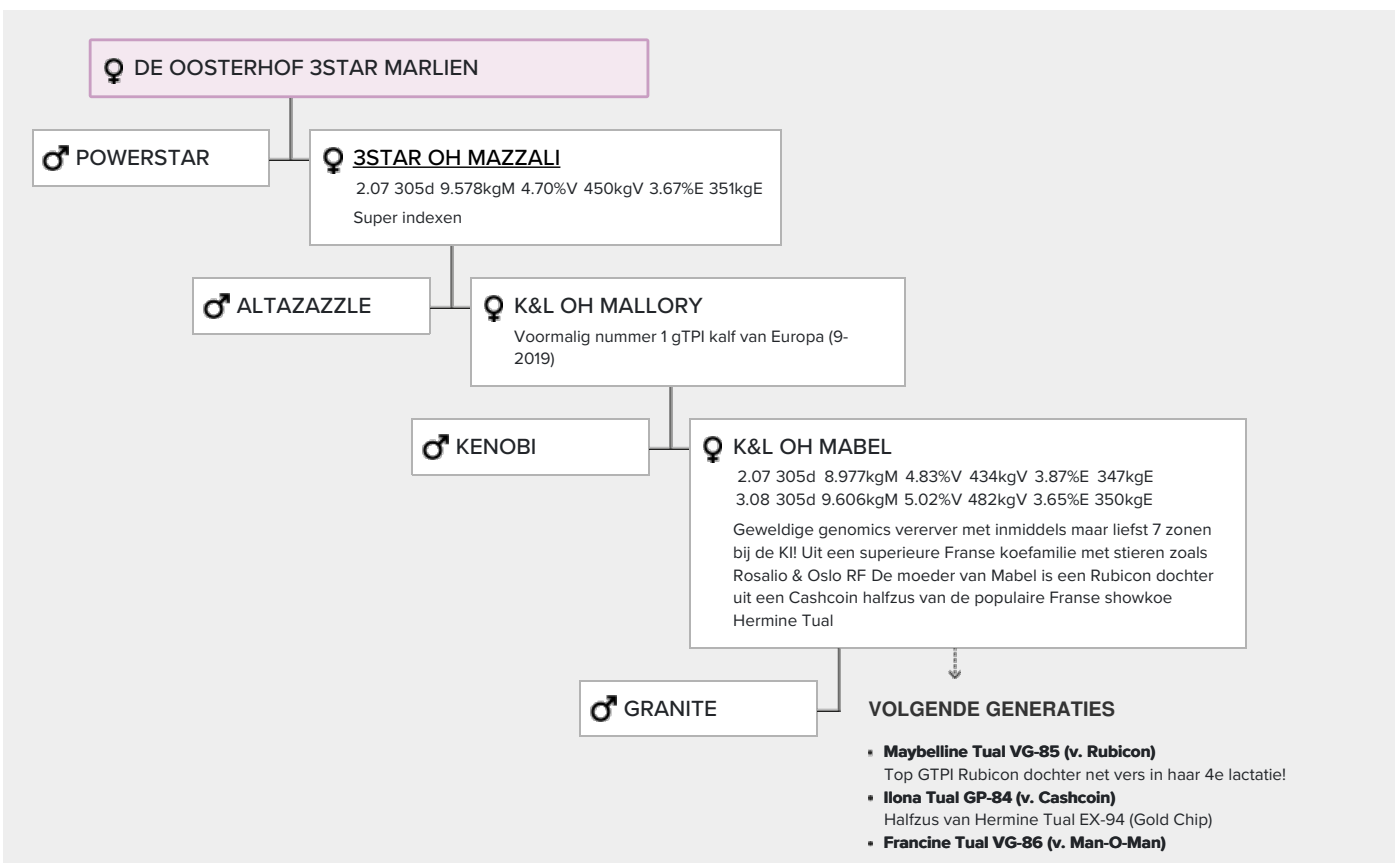 DE OOSTERHOF 3STAR MARLIEN
POWERSTAR
3STAR OH MAZZALI
2.07 305d 9.578kgM 4.70%V 450kgV 3.67%E 351kgE
Super indexen
ALTAZAZZLE
K&L OH MALLORY
Voormalig nummer 1 gTPI kalf van Europa (9-
2019)
KENOBI
K&L OH MABEL
2.07 305d 8.977kgM 4.83%V 434kgV 3.87%E 347kgE
3.08 305d 9.606kgM 5.02%V 482kgV 3.65%E 350kgE
Geweldige genomics vererver met inmiddels maar liefst 7 zonen
bij de KI! Uit een superieure Franse koefamilie met stieren zoals
Rosalio & Oslo RF De moeder van Mabel is een Rubicon dochter
uit een Cashcoin halfzus van de populaire Franse showkoe
Hermine Tual
GRANITE
VOLGENDE GENERATIES
• Maybelline Tual VG-85 (v. Rubicon)
Top GTPI Rubicon dochter net vers in haar 4e lactatie!
• Ilona Tual GP-84 (v. Cashcoin)
Halfzus van Hermine Tual EX-94 (Gold Chip)
• Francine Tual VG-86 (v. Man-O-Man)